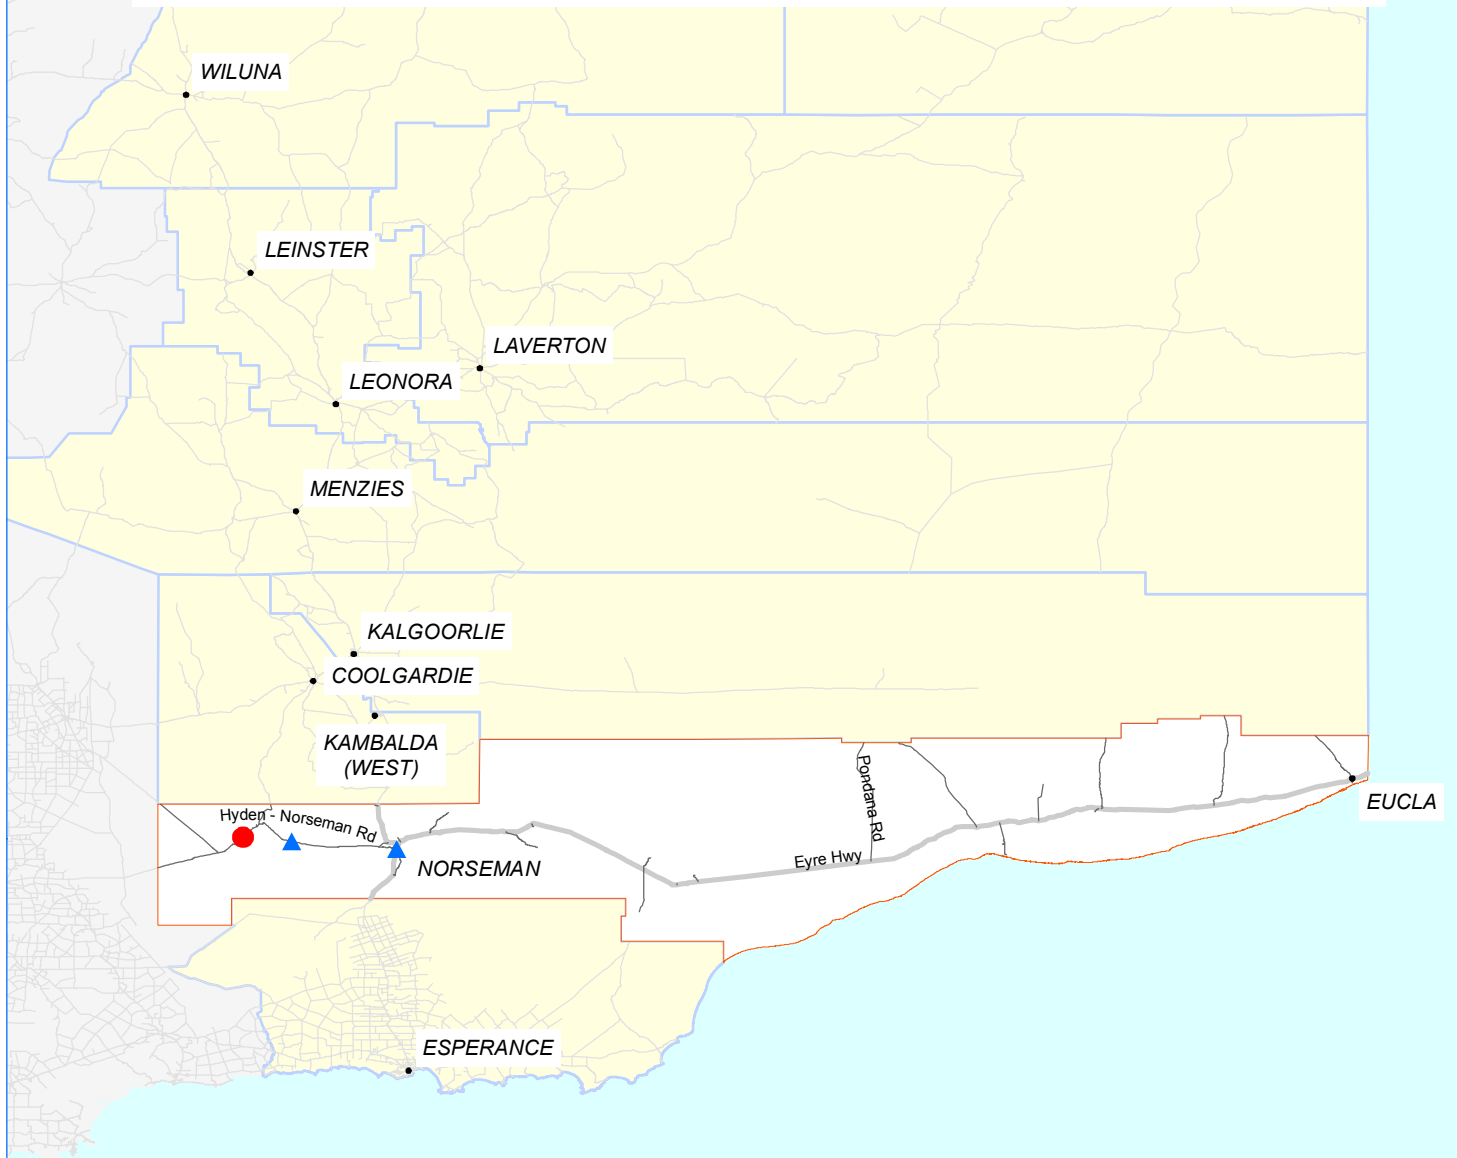 WILUNA
LEINSTER
LAVERTON
LEONORA
MENZIES
KALGOORLIE
COOLGARDIE
KAMBALDA
(WEST)
Pondana Rd
EUCLA
Hyden - Norseman Rd
Eyre Hwy
NORSEMAN
ESPERANCE